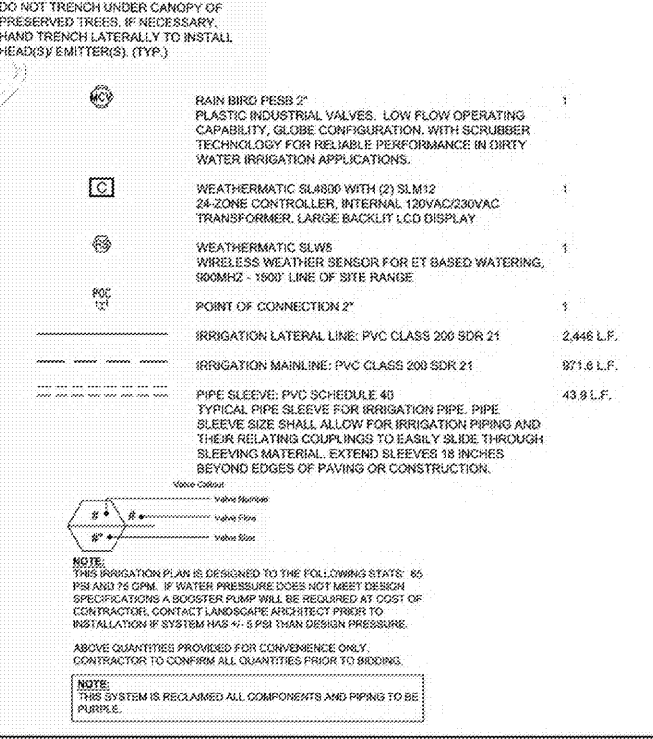 DO NOT TRENCH UNDER CANOPY OF
PRESERVED TREES. IF NECESSARY,
HAND TRENCH LATERALLY TO INSTALL
HEAD(S)/ EMITTER(S). (TYP.)
MCV
RAIN BIRD PESB 2" 1
PLASTIC INDUSTRIAL VALVES. LOW FLOW OPERATING
CAPABILITY, GLOBE CONFIGURATION. WITH SCRUBBER
TECHNOLOGY FOR RELIABLE PERFORMANCE IN DIRTY
WATER IRRIGATION APPLICATIONS.
C
WEATHERMATIC SL4800 WITH (2) SLM12 1
24-ZONE CONTROLLER, INTERNAL 120VAC/230VAC
TRANSFORMER, LARGE BACKLIT LCD DISPLAY
WEATHERMATIC SLW5 1
WIRELESS WEATHER SENSOR FOR ET BASED WATERING,
900MHZ - 1500' LINE OF SITE RANGE
POC
POINT OF CONNECTION 2" 1
IRRIGATION LATERAL LINE: PVC CLASS 200 SDR 21 2,446 L.F.
IRRIGATION MAINLINE: PVC CLASS 200 SDR 21 971.6 L.F.
PIPE SLEEVE: PVC SCHEDULE 40 43.9 L.F.
TYPICAL PIPE SLEEVE FOR IRRIGATION PIPE. PIPE
SLEEVE SIZE SHALL ALLOW FOR IRRIGATION PIPING AND
THEIR RELATING COUPLINGS TO EASILY SLIDE THROUGH
SLEEVING MATERIAL. EXTEND SLEEVES 18 INCHES
BEYOND EDGES OF PAVING OR CONSTRUCTION.
Valve Callout
Valve Number
# # Valve Flow
#" Valve Size
NOTE:
THIS IRRIGATION PLAN IS DESIGNED TO THE FOLLOWING STATS: 65
PSI AND 75 GPM. IF WATER PRESSURE DOES NOT MEET DESIGN
SPECIFICATIONS A BOOSTER PUMP WILL BE REQUIRED AT COST OF
CONTRACTOR. CONTACT LANDSCAPE ARCHITECT PRIOR TO
INSTALLATION IF SYSTEM HAS +/- 5 PSI THAN DESIGN PRESSURE.
ABOVE QUANTITIES PROVIDED FOR CONVENIENCE ONLY.
CONTRACTOR TO CONFIRM ALL QUANTITIES PRIOR TO BIDDING.
NOTE:
THIS SYSTEM IS RECLAIMED ALL COMPONENTS AND PIPING TO BE
PURPLE.